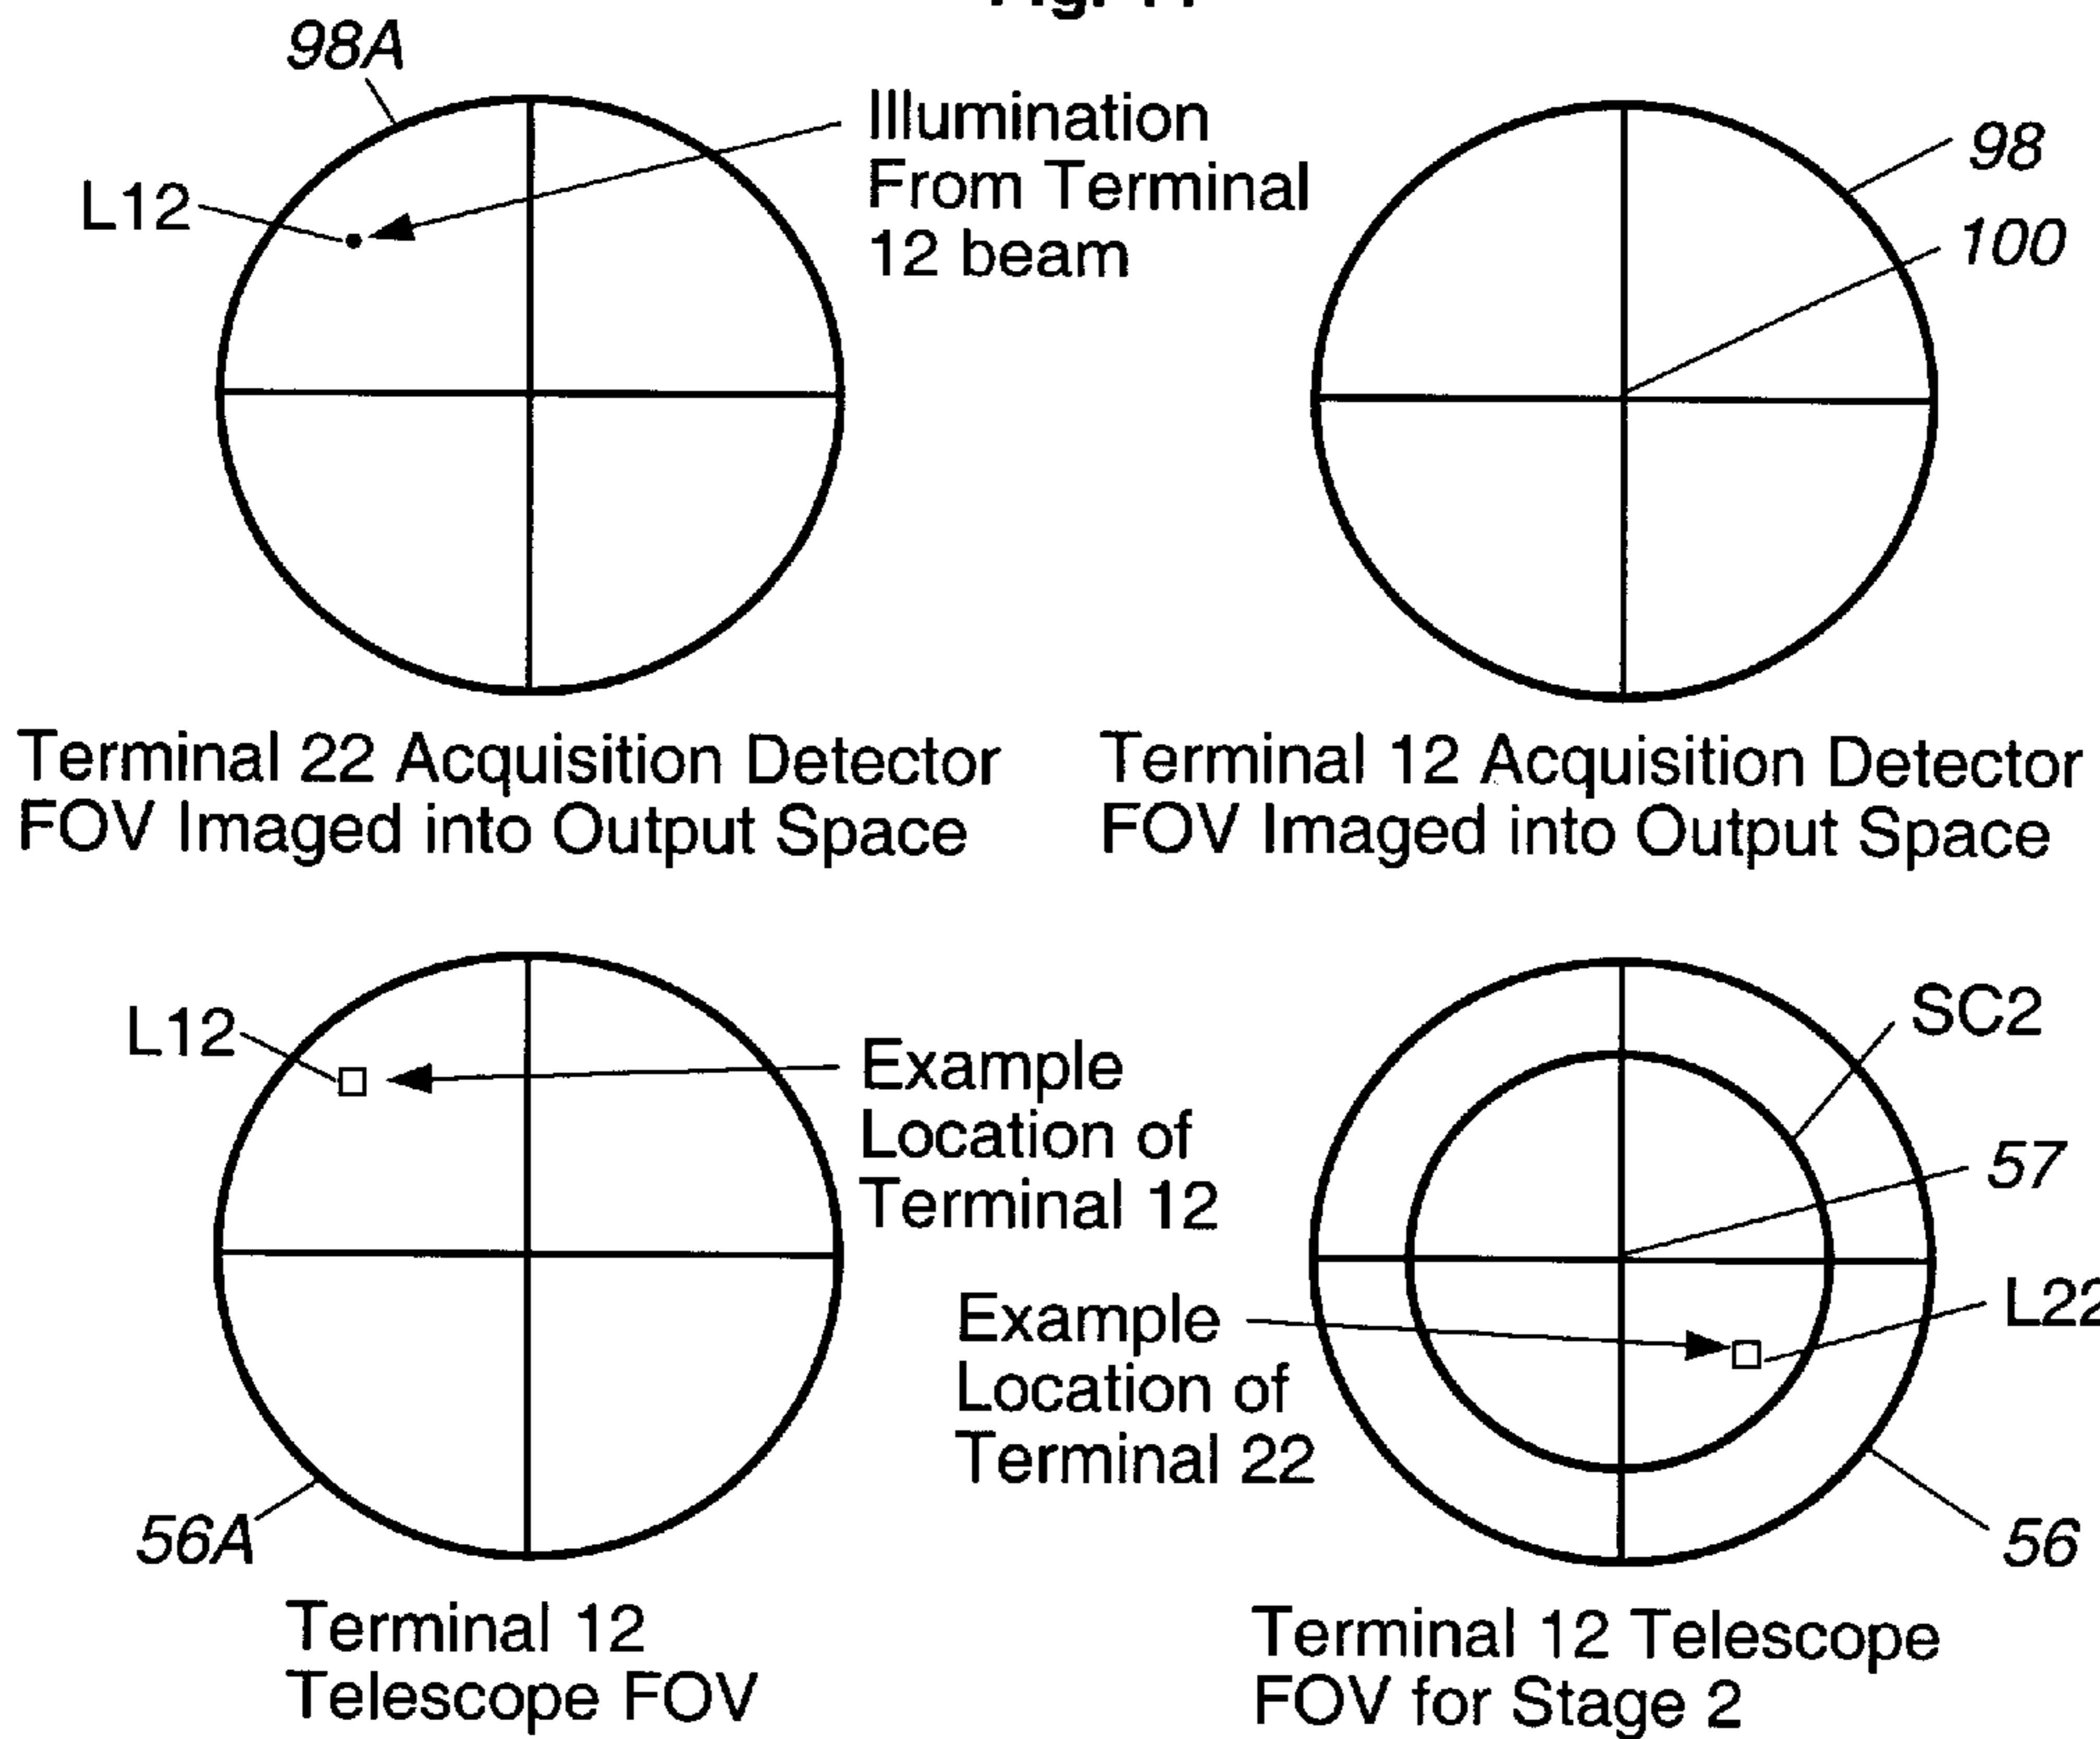 98A
Illumination
From Terminal
12 beam
L12
98
100
Terminal 22 Acquisition Detector
FOV Imaged into Output Space
Terminal 12 Acquisition Detector
FOV Imaged into Output Space
L12
Example
Location of
Terminal 12
56A
Terminal 12
Telescope FOV
SC2
57
L22
Example
Location of
Terminal 22
56
Terminal 12 Telescope
FOV for Stage 2